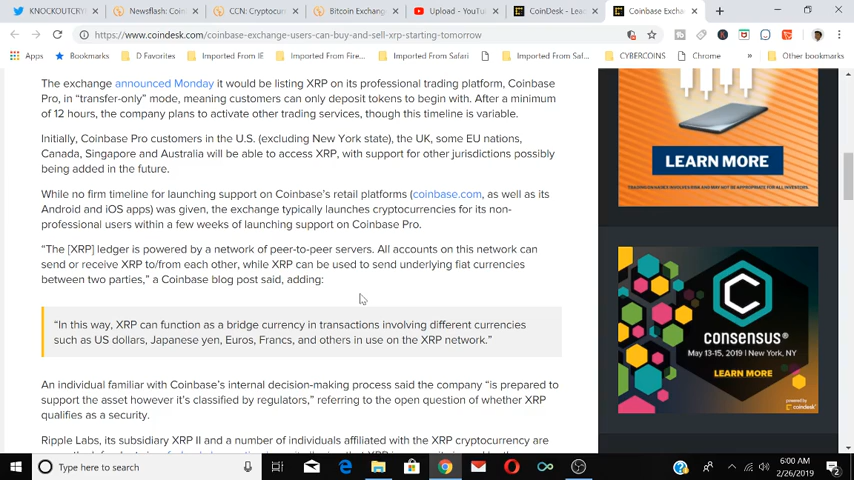 KNOCKOUTCRY
Newsflash: Coin
CCN: Cryptocur
Bitcoin Exchang
Upload - YouTu
CoinDesk - Lead
Coinbase Excha
https://www.coindesk.com/coinbase-exchange-users-can-buy-and-sell-xrp-starting-tomorrow
Apps
D Favorites
Imported From IE
Imported From Firef...
Imported From Safari
Imported From Saf...
CYBERCOINS
Chrome
Other bookmarks
The exchange announced Monday it would be listing XRP on its professional trading platform, Coinbase
Pro, in “transfer-only” mode, meaning customers can only deposit tokens to begin with. After a minimum
of 12 hours, the company plans to activate other trading services, though this timeline is variable.
Initially, Coinbase Pro customers in the U.S. (excluding New York state), the UK, some EU nations,
Canada, Singapore and Australia will be able to access XRP, with support for other jurisdictions possibly
being added in the future.
While no firm timeline for launching support on Coinbase’s retail platforms (coinbase.com, as well as its
Android and iOS apps) was given, the exchange typically launches cryptocurrencies for its non-
professional users within a few weeks of launching support on Coinbase Pro.
“The [XRP] ledger is powered by a network of peer-to-peer servers. All accounts on this network can
send or receive XRP to/from each other, while XRP can be used to send underlying fiat currencies
between two parties,” a Coinbase blog post said, adding:
“In this way, XRP can function as a bridge currency in transactions involving different currencies
such as US dollars, Japanese yen, Euros, Francs, and others in use on the XRP network.”
An individual familiar with Coinbase’s internal decision-making process said the company “is prepared to
support the asset however it’s classified by regulators,” referring to the open question of whether XRP
qualifies as a security.
Ripple Labs, its subsidiary XRP II and a number of individuals affiliated with the XRP cryptocurrency are
LEARN MORE
consensus®
May 13-15, 2019 | New York, NY
LEARN MORE
powered by
coindesk
Type here to search
6:00 AM
2/26/2019
2